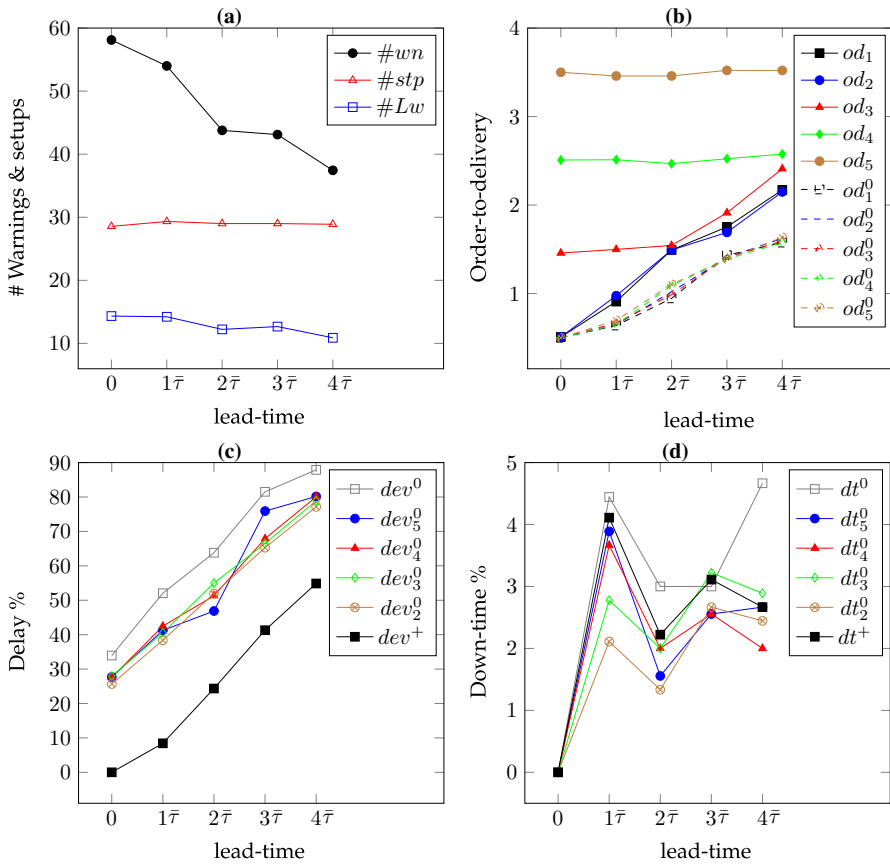 (a)
60
50
40
30
20
10
0
1τ̄
2τ̄
3τ̄
4τ̄
lead-time
# Warnings & setups
#wn
#stp
#Lw
(b)
4
3
2
1
0
1τ̄
2τ̄
3τ̄
4τ̄
lead-time
Order-to-delivery
od₁
od₂
od₃
od₄
od₅
od₁⁰
od₂⁰
od₃⁰
od₄⁰
od₅⁰
(c)
90
80
70
60
50
40
30
20
10
0
0
1τ̄
2τ̄
3τ̄
4τ̄
lead-time
Delay %
dev⁰
dev₅⁰
dev₄⁰
dev₃⁰
dev₂⁰
dev⁺
(d)
5
4
3
2
1
0
0
1τ̄
2τ̄
3τ̄
4τ̄
lead-time
Down-time %
dt⁰
dt₅⁰
dt₄⁰
dt₃⁰
dt₂⁰
dt⁺